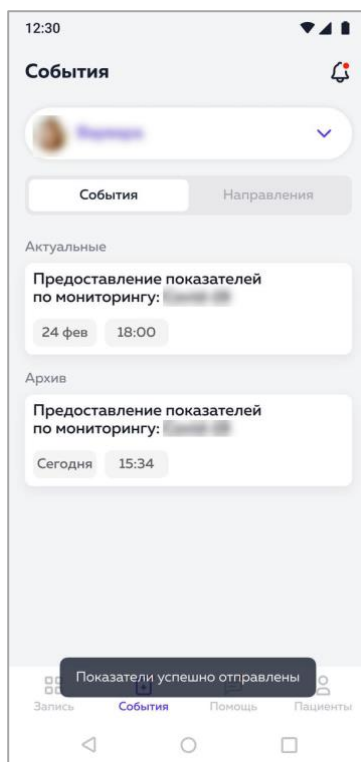 12:30
События
События
Направления
Актуальные
Предоставление показателей
по мониторингу:
24 фев
18:00
Архив
Предоставление показателей
по мониторингу:
Сегодня
15:34
Показатели успешно отправлены
Запись
События
Помощь
Пациенты